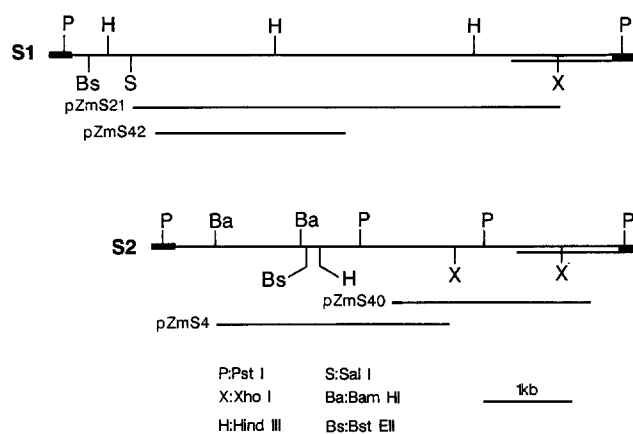 P H H H P
S1
Bs S X
pZmS21
pZmS42
P Ba Ba P P P
S2
Bs H X X
pZmS40
pZmS4
P:Pst I S:Sal I
X:Xho I Ba:Bam HI 1kb
H:Hind III Bs:Bst EII